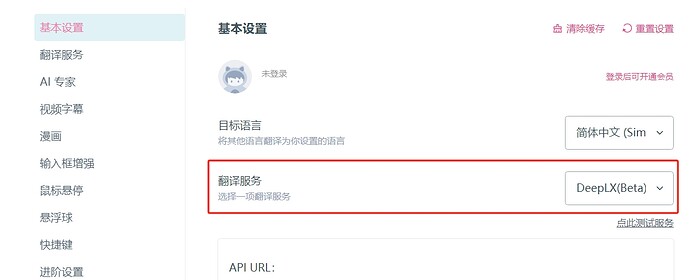 基本设置
翻译服务
AI 专家
视频字幕
漫画
输入框增强
鼠标悬停
悬浮球
快捷键
进阶设置
基本设置
清除缓存
重置设置
未登录
登录后可开通会员
目标语言
将其他语言翻译为你设置的语言
简体中文 (Sim
翻译服务
选择一项翻译服务
DeepLX(Beta)
点此测试服务
API URL：